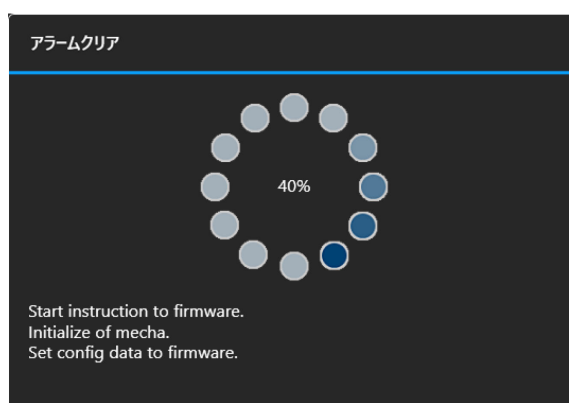 アラームクリア
40%
Start instruction to firmware.
Initialize of mecha.
Set config data to firmware.